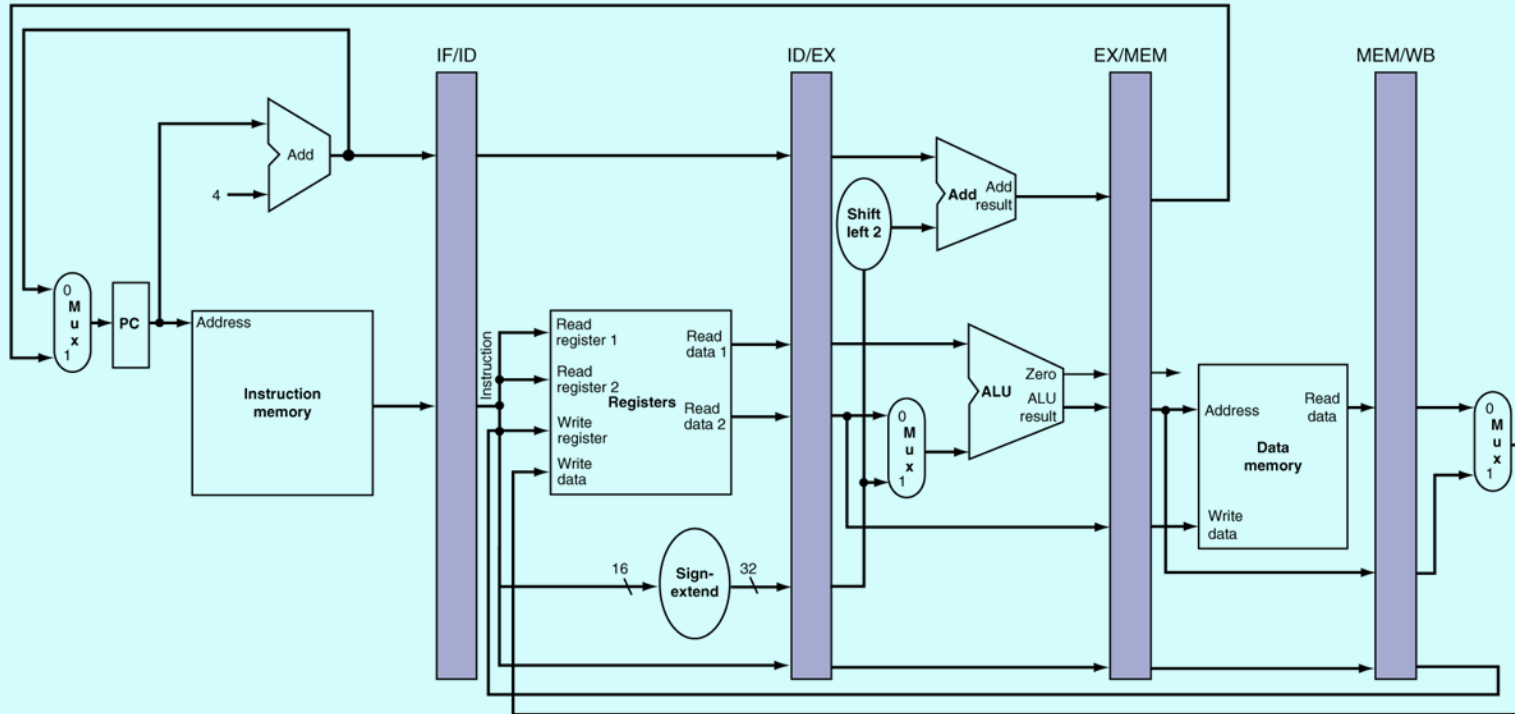 IF/ID
ID/EX
EX/MEM
MEM/WB
Add
4
Shift
left 2
Add
Add
result
0
M
u
x
1
PC
Address
Instruction
memory
Instruction
Read
register 1
Read
register 2
Registers
Write
register
Write
data
Read
data 1
Read
data 2
16
Sign-
extend
32
0
M
u
x
1
ALU
Zero
ALU
result
Address
Read
data
Data
memory
Write
data
0
M
u
x
1